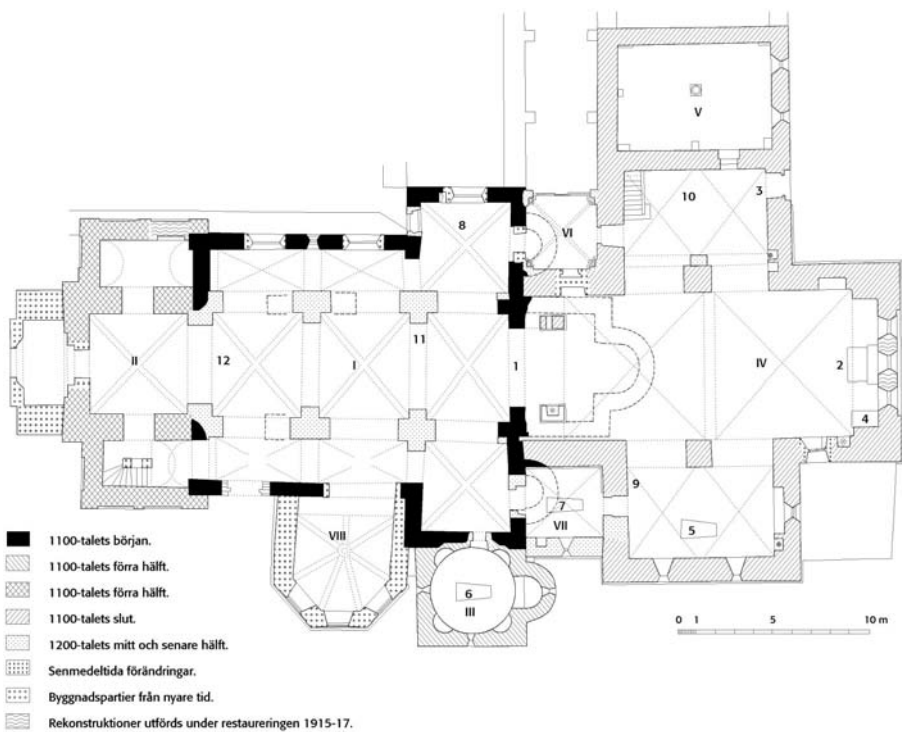 V
10
3
8
VI
II
12
I
11
1
IV
2
4
9
7
VII
5
VIII
6
III
0 1 5 10 m
1100-talets början.
1100-talets förra hälft.
1100-talets förra hälft.
1100-talets slut.
1200-talets mitt och senare hälft.
Senmedeltida förändringar.
Byggnadspartier från nyare tid.
Rekonstruktioner utförds under restaureringen 1915-17.